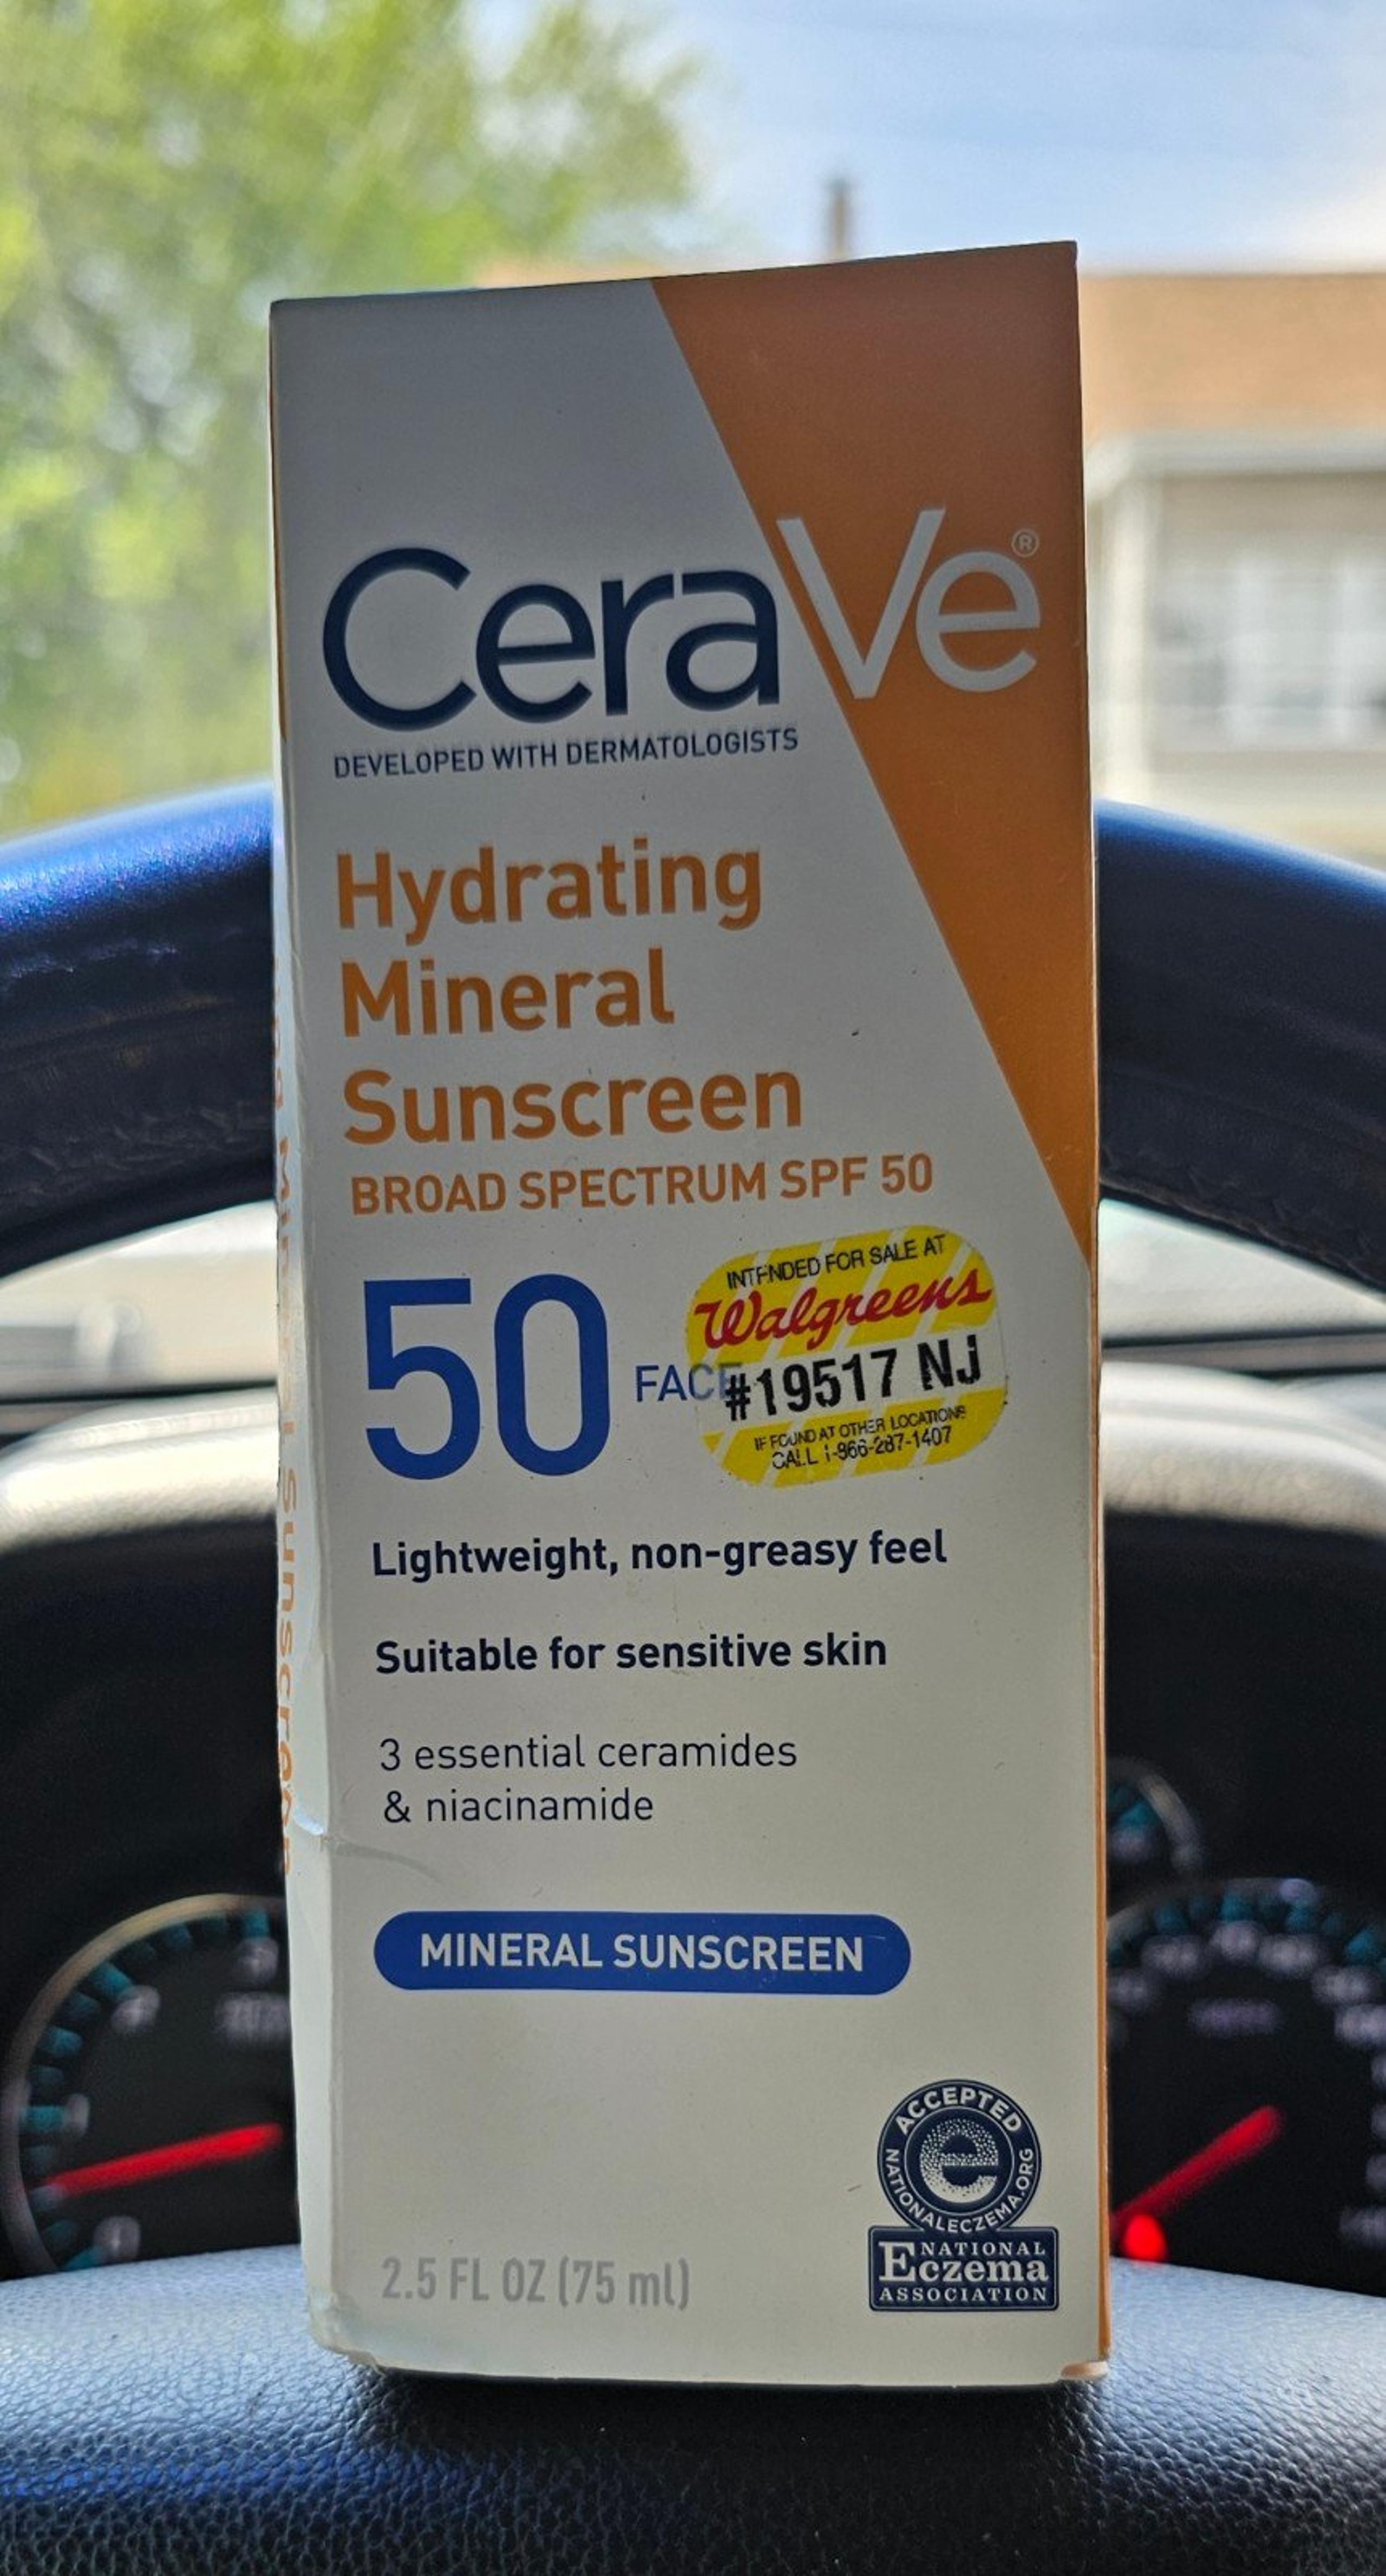 CeraVe®
DEVELOPED WITH DERMATOLOGISTS
Hydrating
Mineral
Sunscreen
BROAD SPECTRUM SPF 50
50 FACE
INTENDED FOR SALE AT
Walgreens
#19517 NJ
IF FOUND AT OTHER LOCATIONS
CALL 1-866-287-1407
Lightweight, non-greasy feel
Suitable for sensitive skin
3 essential ceramides
& niacinamide
MINERAL SUNSCREEN
2.5 FL OZ (75 ml)
ACCEPTED
NATIONALECZEMA.ORG
e
NATIONAL
Eczema
ASSOCIATION
Mineral Sunscreen